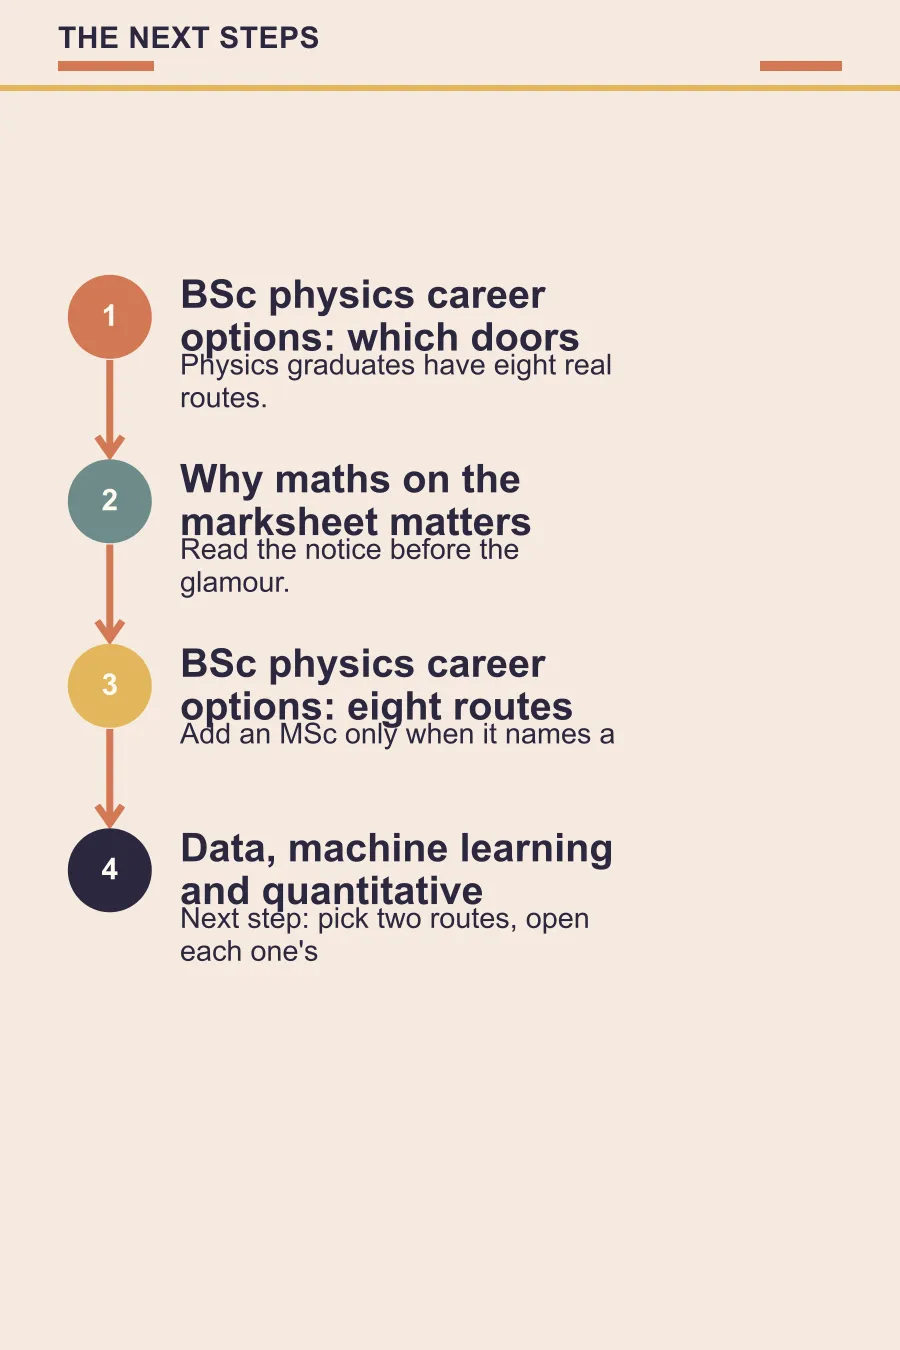 THE NEXT STEPS
1
BSc physics career
options: which doors
Physics graduates have eight real
routes.
2
Why maths on the
marksheet matters
Read the notice before the
glamour.
3
BSc physics career
options: eight routes
Add an MSc only when it names a
4
Data, machine learning
and quantitative
Next step: pick two routes, open
each one's